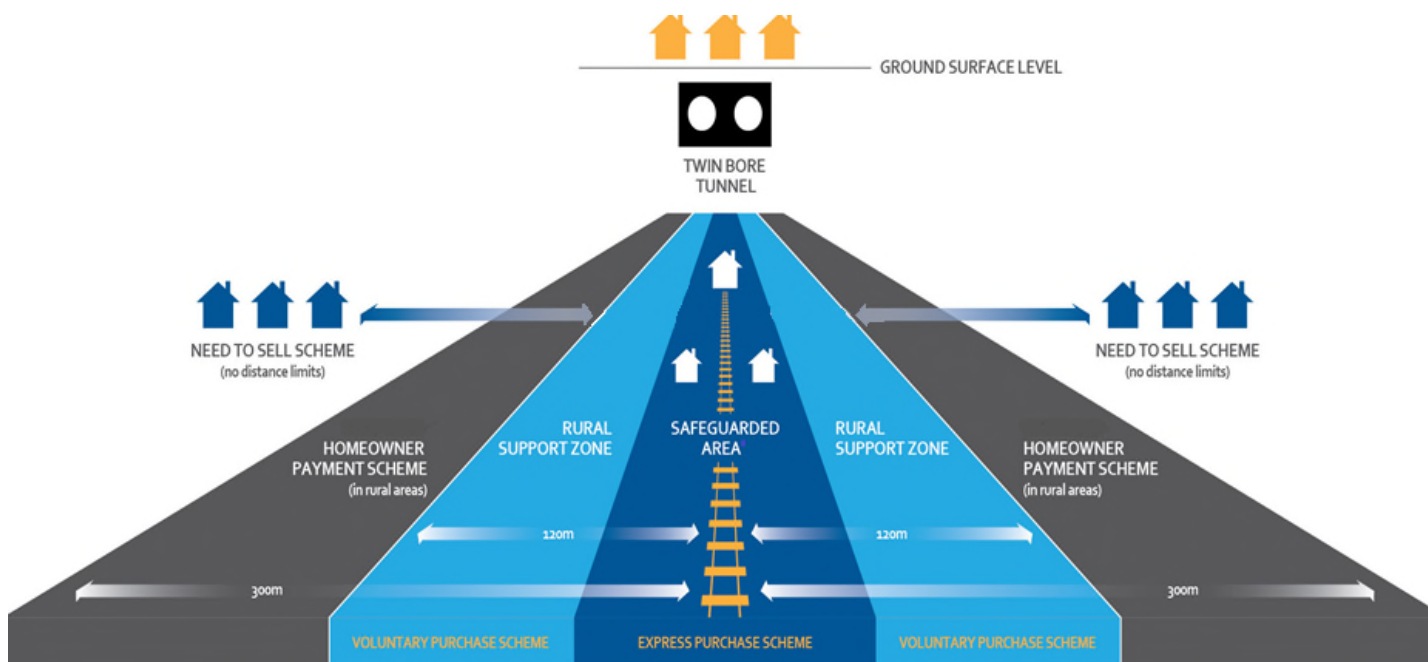 GROUND SURFACE LEVEL
TWIN BORE
TUNNEL
NEED TO SELL SCHEME
(no distance limits)
NEED TO SELL SCHEME
(no distance limits)
HOMEOWNER
PAYMENT SCHEME
(in rural areas)
RURAL
SUPPORT ZONE
SAFEGUARDED
AREA
RURAL
SUPPORT ZONE
HOMEOWNER
PAYMENT SCHEME
(in rural areas)
120m
120m
300m
300m
VOLUNTARY PURCHASE SCHEME
EXPRESS PURCHASE SCHEME
VOLUNTARY PURCHASE SCHEME